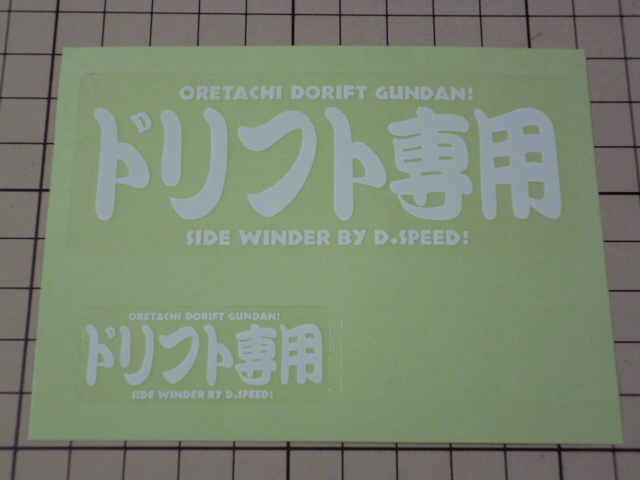 ORETACHI DORIFT GUNDAN!
ドリフト専用
SIDE WINDER BY D.SPEED!
ORETACHI DORIFT GUNDAN!
ドリフト専用
SIDE WINDER BY D.SPEED!